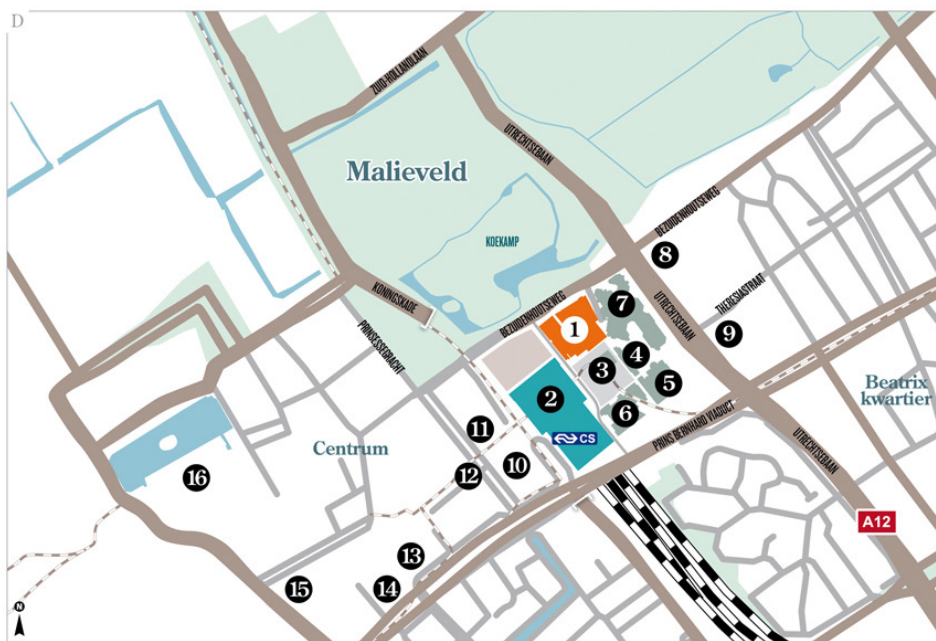 D
ZUID-HOLLANDLAAN
UTRECHTSEBAAN
Malieveld
KOEKAMP
BEZUIDENHOUTSEWEG
8
KONINGSKADE
BEZUIDENHOUTSEWEG
7
UTRECHTSEBAAN
THERESIASTRAAT
1
9
PRINSESSEGRACHT
4
3
5
2
6
Beatrix
kwartier
CS
PRINS BERNHARD VIADUCT
11
Centrum
UTRECHTSEBAAN
10
12
16
A12
13
14
15
N